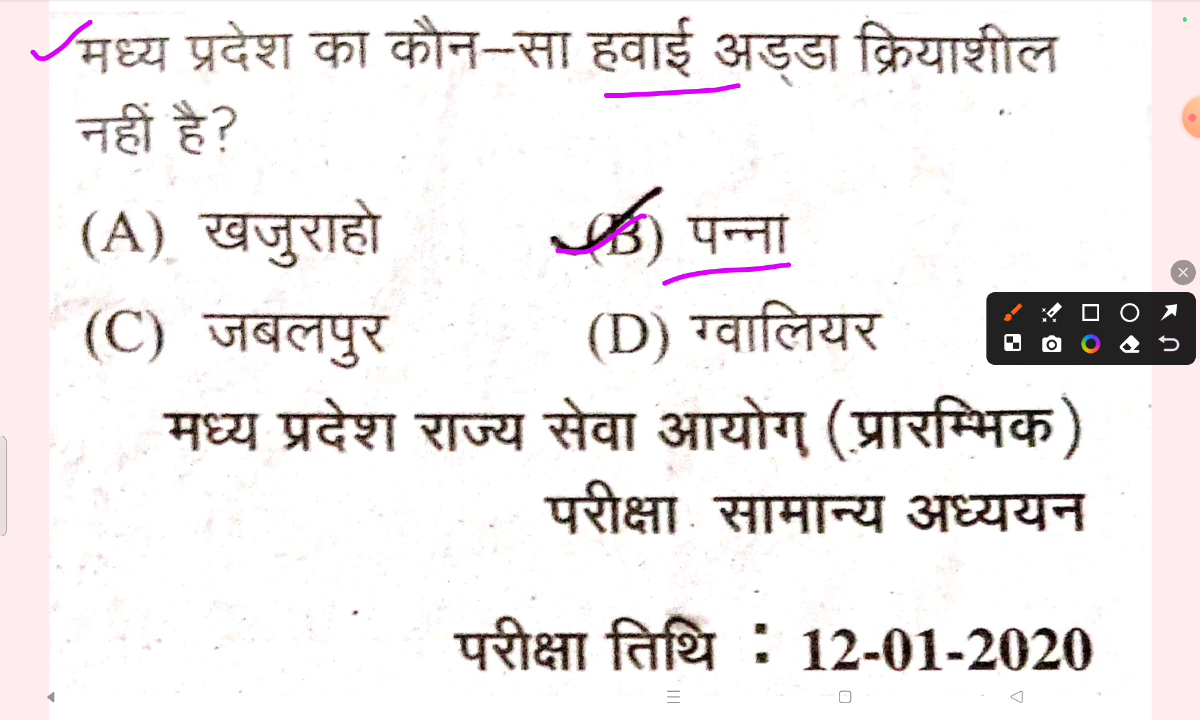 मध्य प्रदेश का कौन-सा हवाई अड्डा क्रियाशील
नहीं है?
(A) खजुराहो (B) पन्ना
(C) जबलपुर (D) ग्वालियर
मध्य प्रदेश राज्य सेवा आयोग (प्रारम्भिक)
परीक्षा सामान्य अध्ययन
परीक्षा तिथि : 12-01-2020